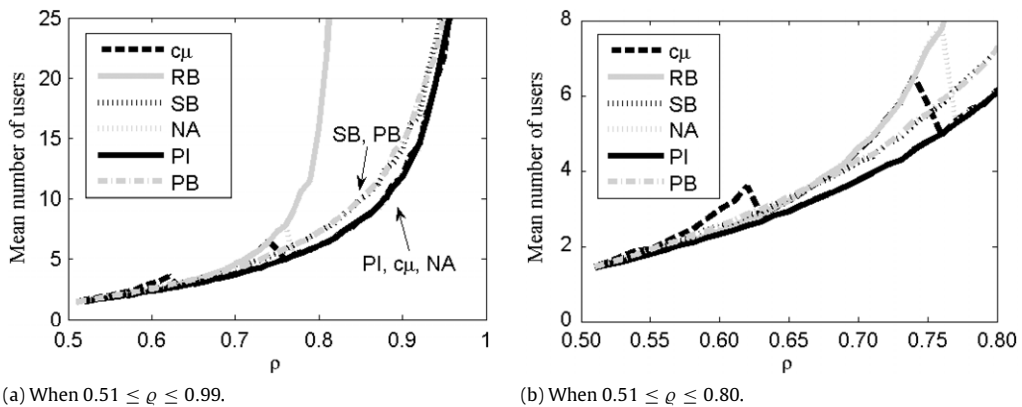 25
20
15
10
5
0
Mean number of users
cμ
RB
SB
NA
PI
PB
SB, PB
PI, cμ, NA
0.5 0.6 0.7 0.8 0.9 1
ρ
(a) When 0.51 ≤ ϱ ≤ 0.99.
8
6
4
2
0
Mean number of users
cμ
RB
SB
NA
PI
PB
0.50 0.55 0.60 0.65 0.70 0.75 0.80
ρ
(b) When 0.51 ≤ ϱ ≤ 0.80.